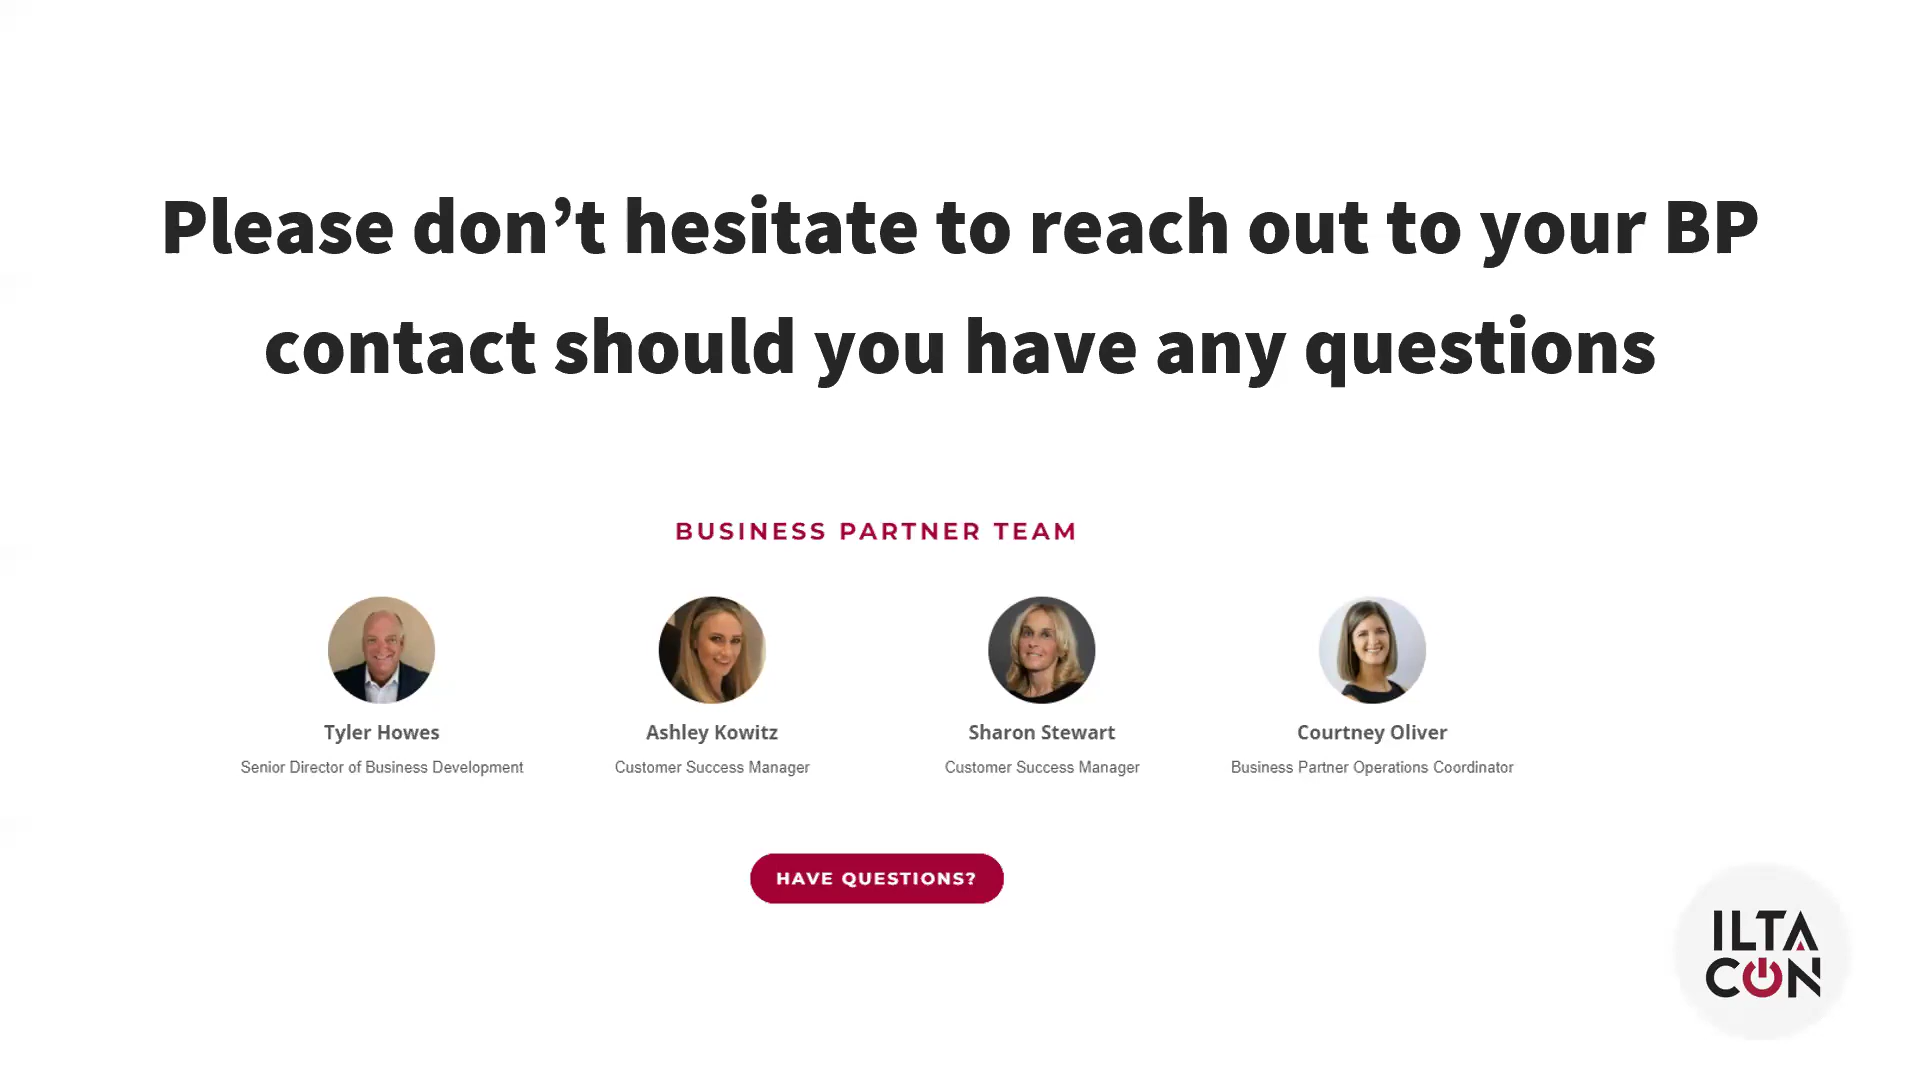 Please don’t hesitate to reach out to your BP
contact should you have any questions
BUSINESS PARTNER TEAM
Tyler Howes
Senior Director of Business Development
Ashley Kowitz
Customer Success Manager
Sharon Stewart
Customer Success Manager
Courtney Oliver
Business Partner Operations Coordinator
HAVE QUESTIONS?
ILTA
CON